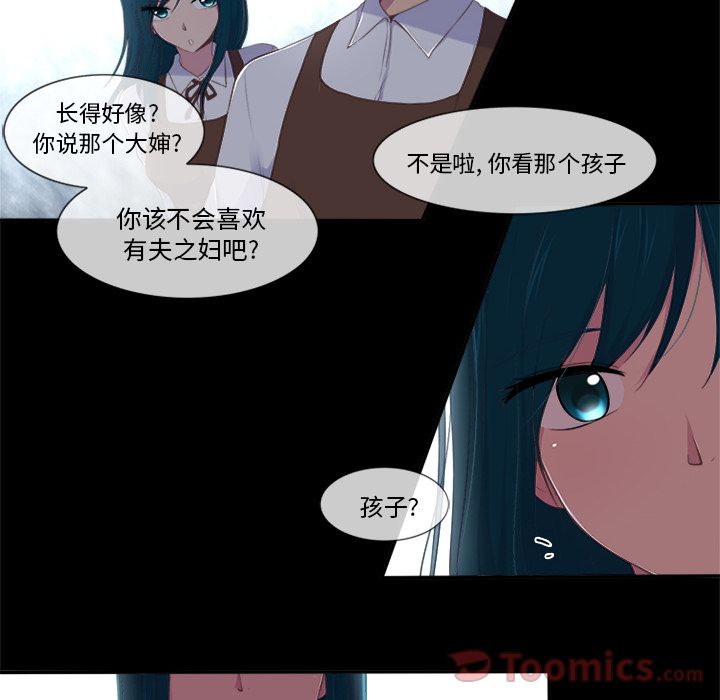 长得好像?
你说那个大婶?
你该不会喜欢
有夫之妇吧?
不是啦, 你看那个孩子
孩子?
Toomics.com